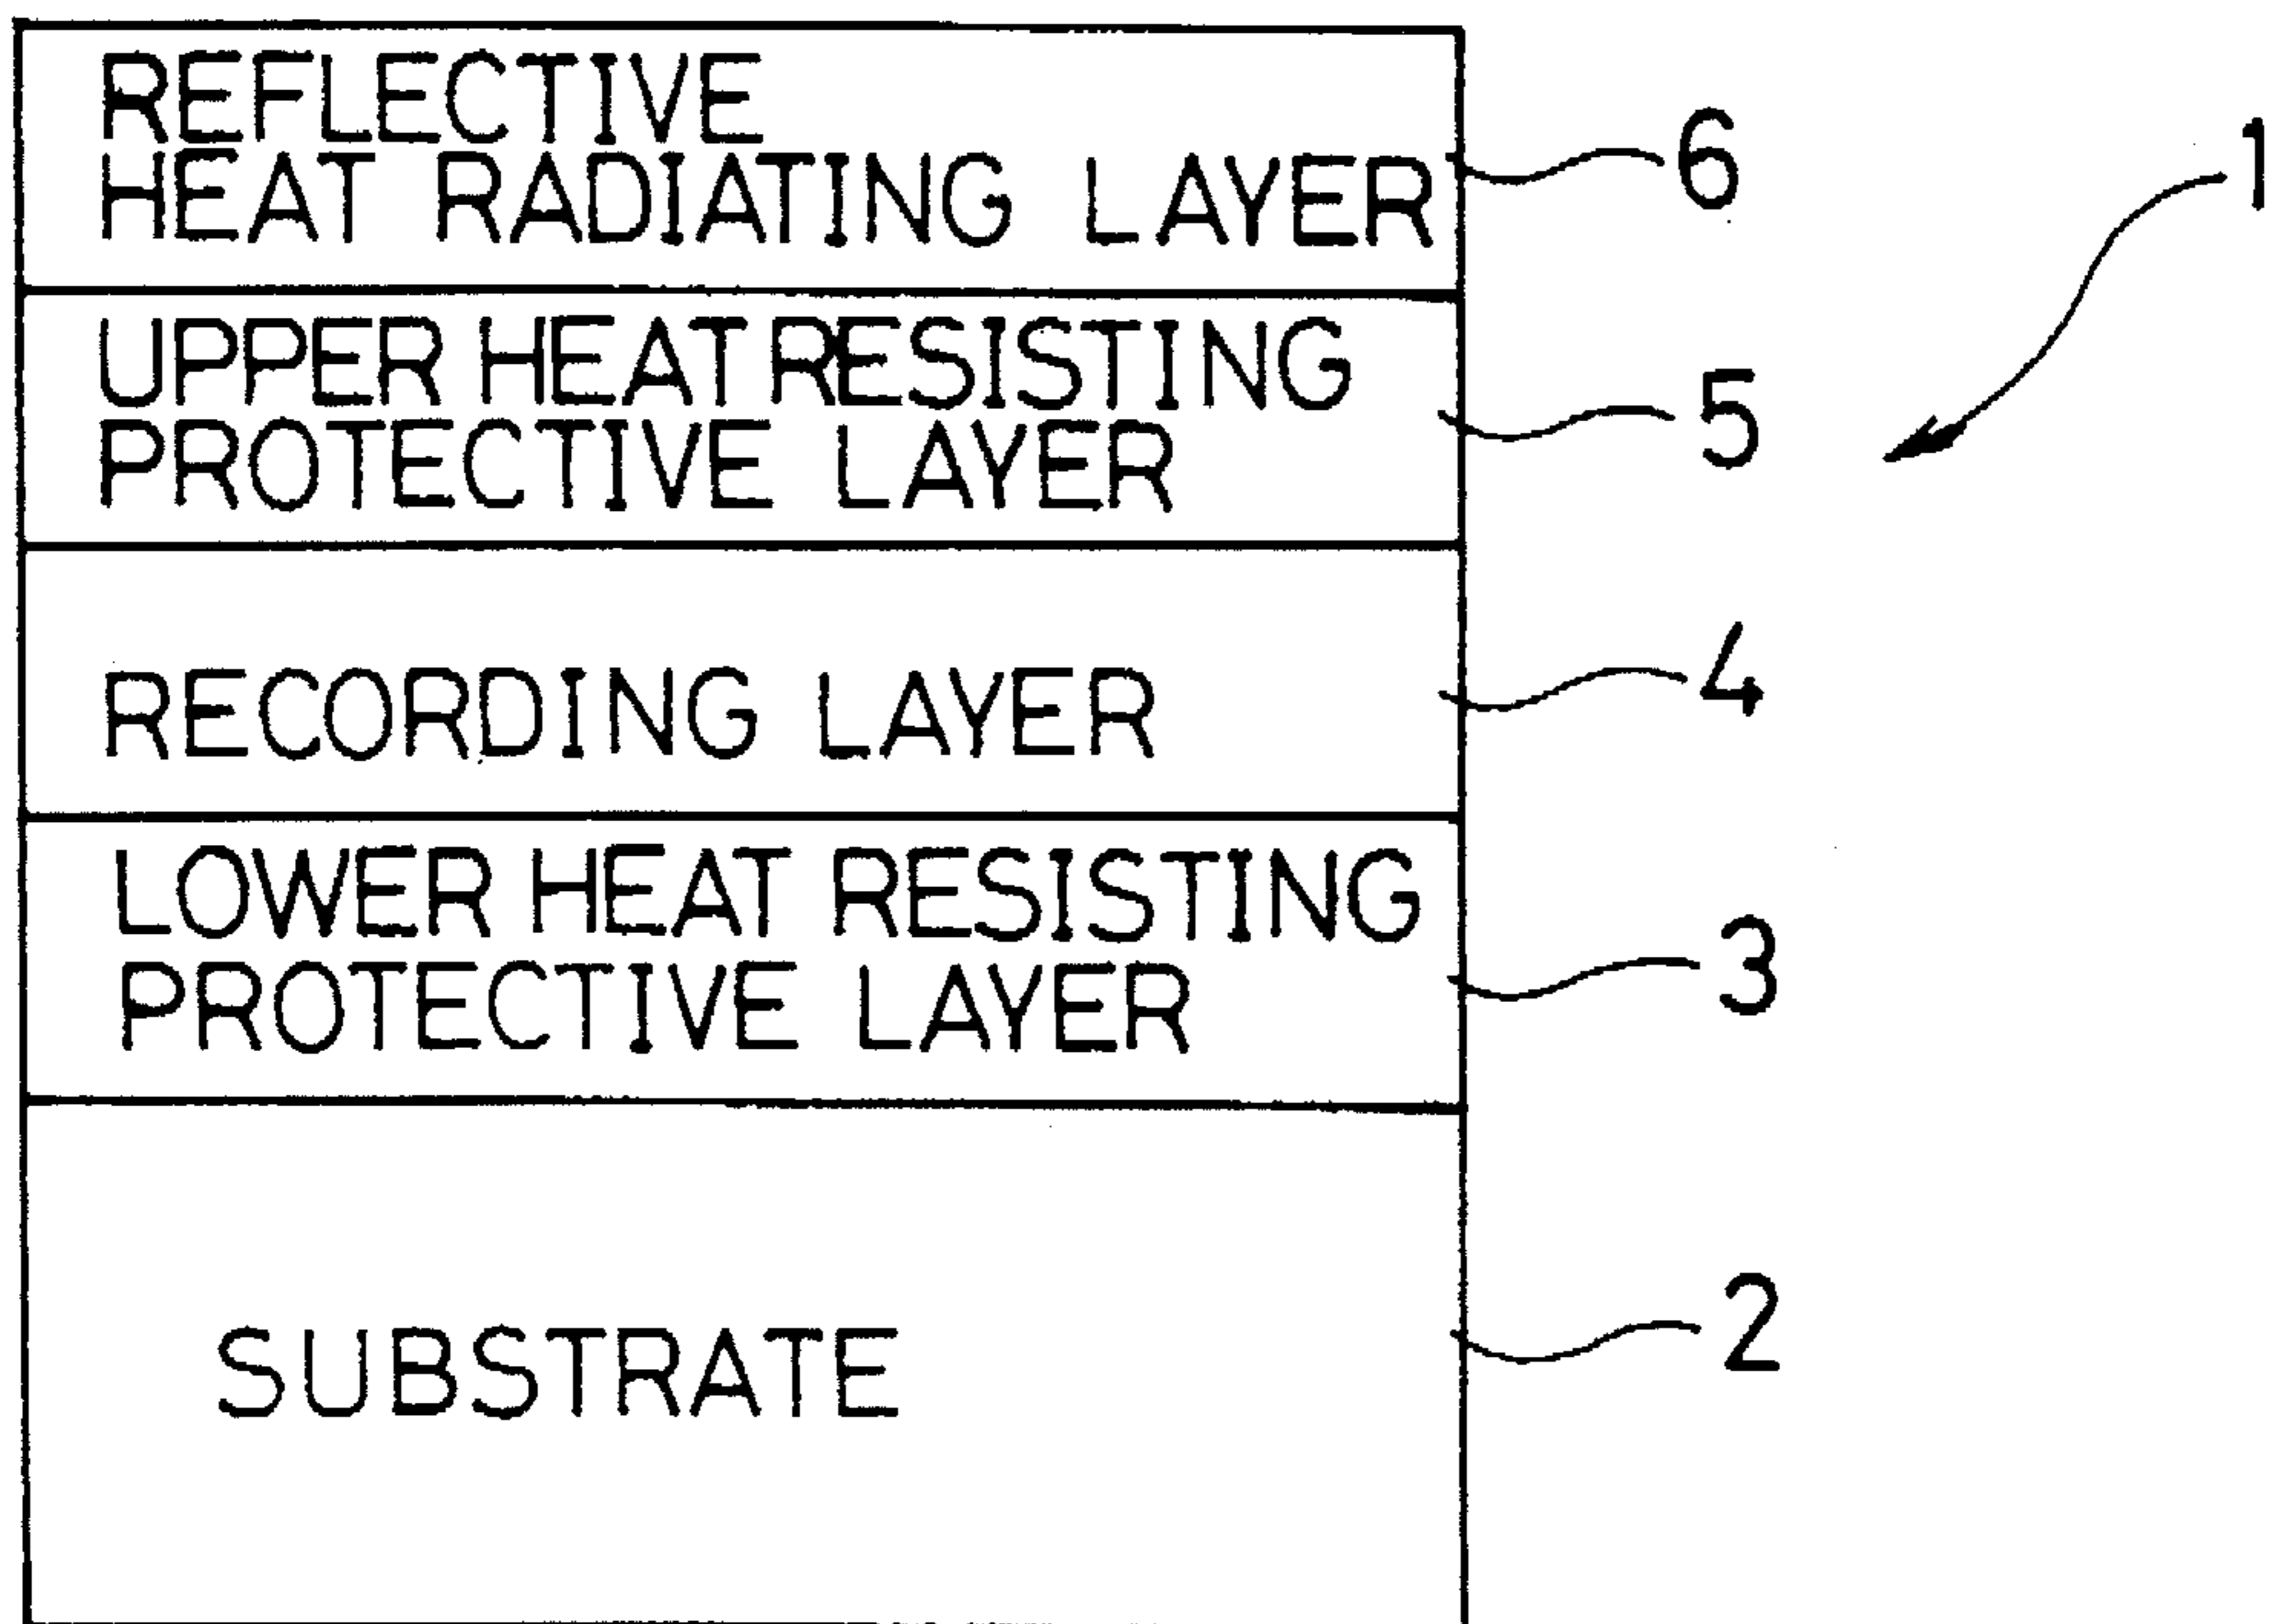 REFLECTIVE
HEAT RADIATING LAYER
6
1
UPPER HEAT RESISTING
PROTECTIVE LAYER
5
RECORDING LAYER
4
LOWER HEAT RESISTING
PROTECTIVE LAYER
3
SUBSTRATE
2